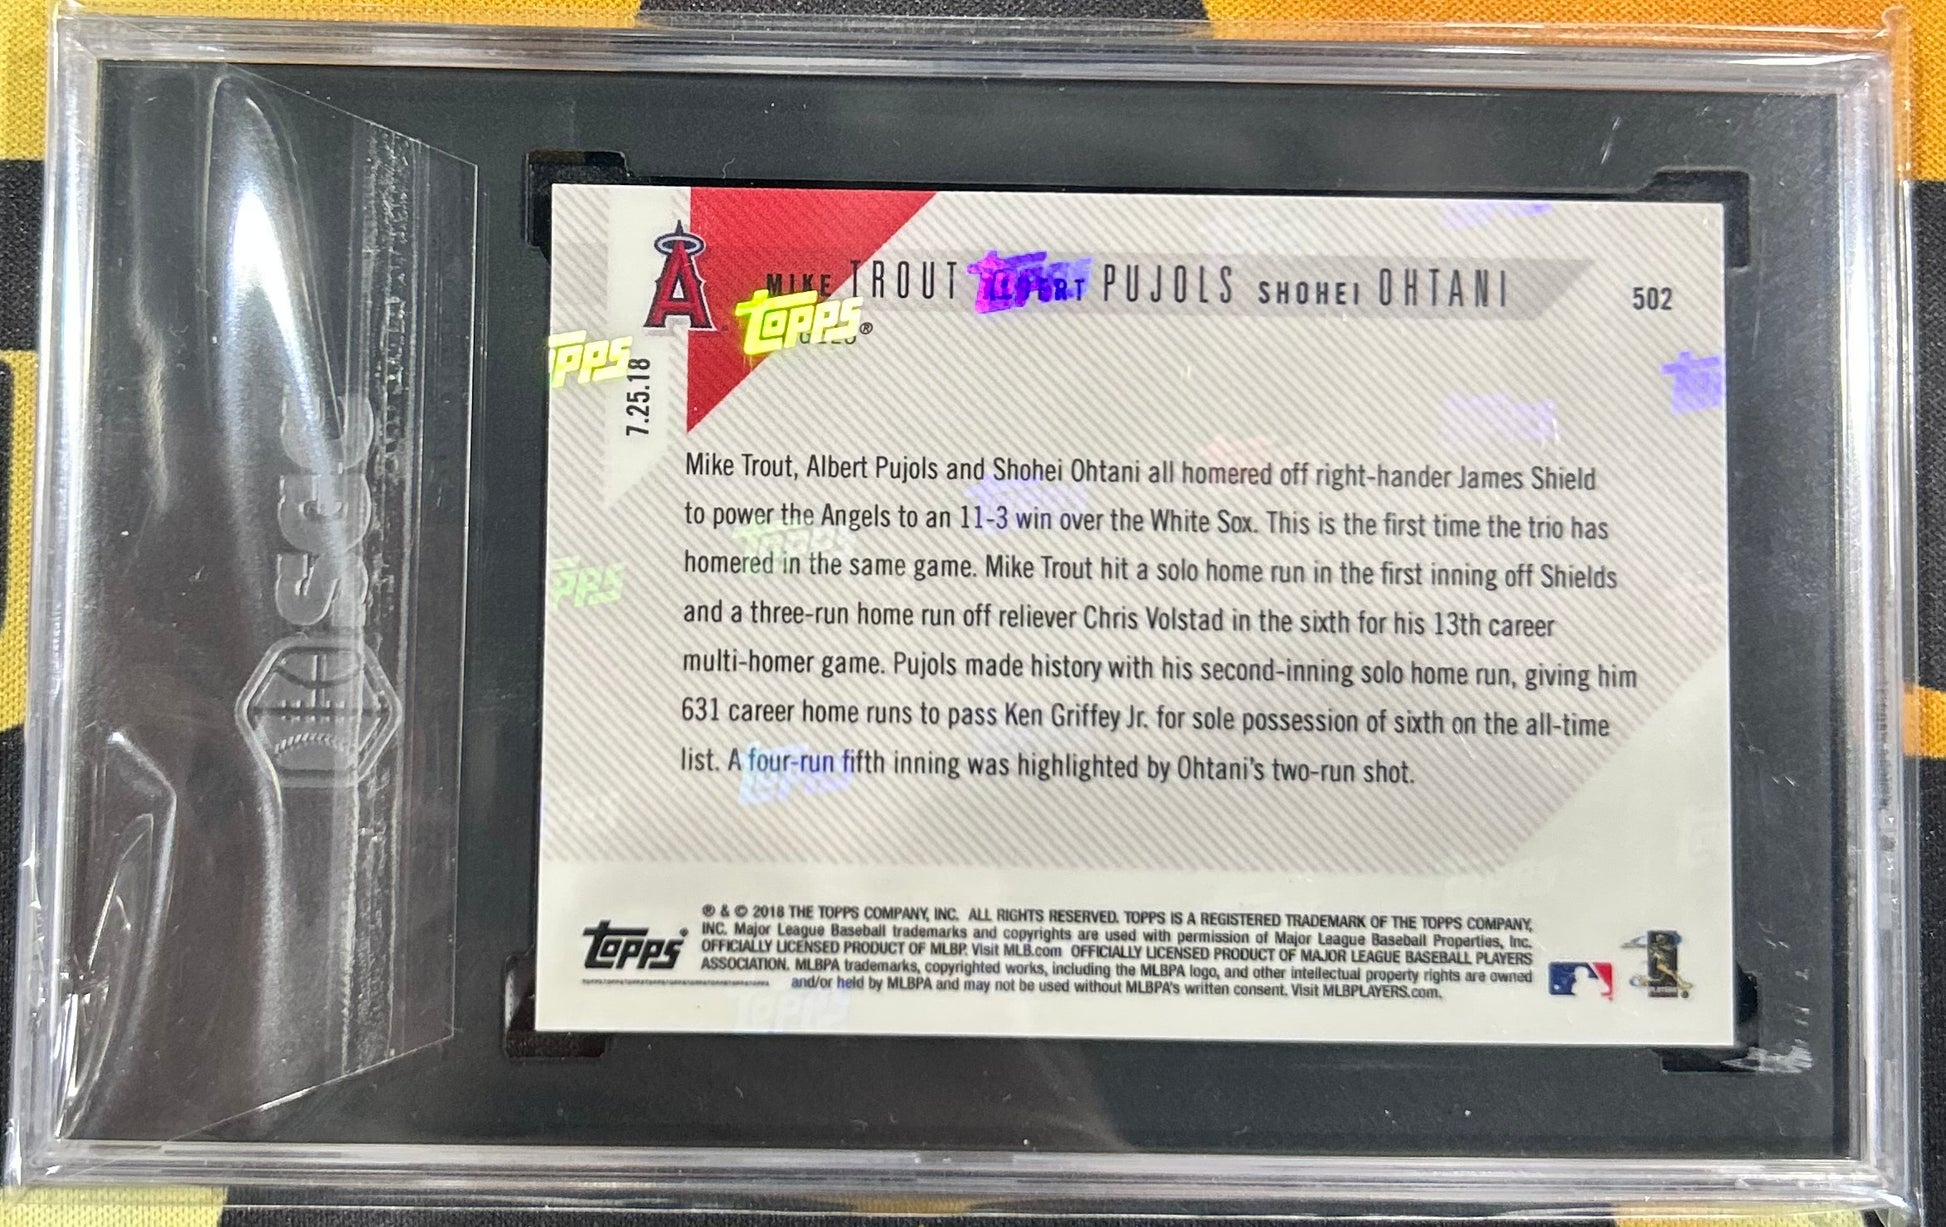 SGC
MIKE TROUT ALBERT PUJOLS SHOHEI OHTANI
502
topps®
7.25.18
Mike Trout, Albert Pujols and Shohei Ohtani all homered off right-hander James Shield
to power the Angels to an 11-3 win over the White Sox. This is the first time the trio has
homered in the same game. Mike Trout hit a solo home run in the first inning off Shields
and a three-run home run off reliever Chris Volstad in the sixth for his 13th career
multi-homer game. Pujols made history with his second-inning solo home run, giving him
631 career home runs to pass Ken Griffey Jr. for sole possession of sixth on the all-time
list. A four-run fifth inning was highlighted by Ohtani's two-run shot.
topps®
® & © 2018 THE TOPPS COMPANY, INC. ALL RIGHTS RESERVED. TOPPS IS A REGISTERED TRADEMARK OF THE TOPPS COMPANY,
INC. Major League Baseball trademarks and copyrights are used with permission of Major League Baseball Properties, Inc.
OFFICIALLY LICENSED PRODUCT OF MLBP. Visit MLB.com OFFICIALLY LICENSED PRODUCT OF MAJOR LEAGUE BASEBALL PLAYERS
ASSOCIATION. MLBPA trademarks, copyrighted works, including the MLBPA logo, and other intellectual property rights are owned
and/or held by MLBPA and may not be used without MLBPA's written consent. Visit MLBPLAYERS.com.